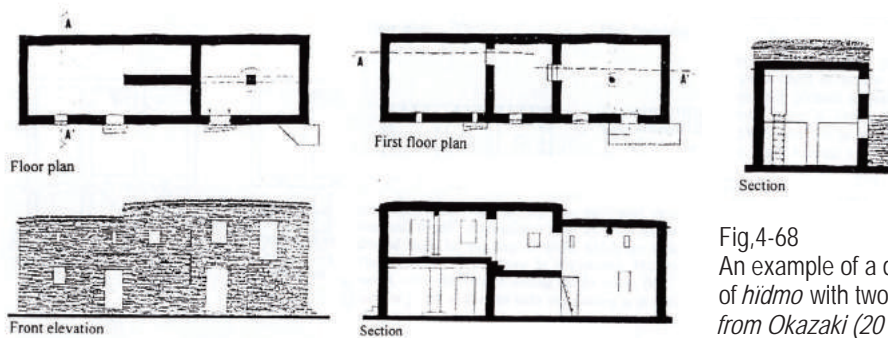 A
A'
Floor plan
A
A'
First floor plan
Section
Front elevation
Section
Fig,4-68
An example of a
of hïdmo with two
from Okazaki (20